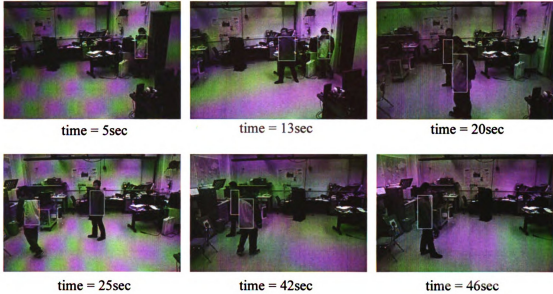 time = 5sec
time = 13sec
time = 20sec
time = 25sec
time = 42sec
time = 46sec